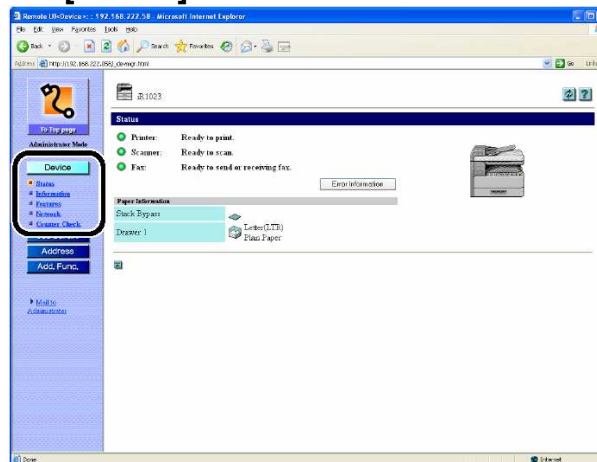 Remote UI<Device>: : 192.168.222.58 - Microsoft Internet Explorer
File Edit View Favorites Tools Help
Back Search Favorites
Address Go Links
iR1023
To Top page
Administrator Mode
Device
Status
Information
Features
Network
Counter Check
Address
Add. Func.
Mail to
Administrator
Status
Printer: Ready to print.
Scanner: Ready to scan.
Fax: Ready to send or receiving fax.
Error Information
Paper Information
Stack Bypass
Drawer 1 Letter(LTR)
Plain Paper
Done Internet